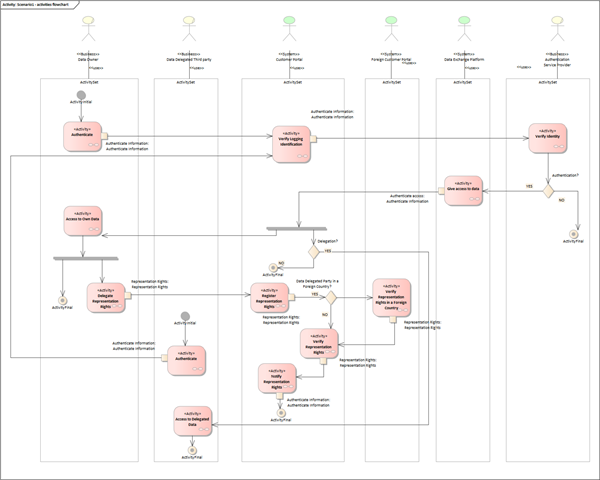 Activity: Scenario1 - activities flowchart
«Business»
Data Owner
«use»
ActivitySet
«Business»
Data Delegated Third party
«use»
ActivitySet
«System»
Customer Portal
«use»
ActivitySet
«System»
Foreign Customer Portal
«use»
ActivitySet
«System»
Data Exchange Platform
«use»
ActivitySet
«Business»
Authentication
Service Provider
«use»
ActivitySet
ActivityInitial
«Activity»
Authenticate
Authenticate information:
Authenticate information
«Activity»
Verify Logging
Identification
Authenticate information:
Authenticate information
«Activity»
Verify Identity
Authentication?
YES
NO
ActivityFinal
«Activity»
Give access to data
Authenticate access:
Authenticate information
«Activity»
Access to Own Data
Delegation?
NO
ActivityFinal
YES
ActivityFinal
«Activity»
Delegate
Representation
Rights
Representation Rights:
Representation Rights
«Activity»
Register
Representation
Rights
Representation Rights:
Representation Rights
Data Delegated Party in a
Foreign Country?
YES
NO
«Activity»
Verify
Representation
Rights in a Foreign
Country
Representation Rights:
Representation Rights
ActivityInitial
«Activity»
Authenticate
Authenticate information:
Authenticate information
«Activity»
Verify
Representation
Rights
Representation Rights:
Representation Rights
«Activity»
Notify
Representation
Rights
Authenticate information:
Authenticate information
ActivityFinal
«Activity»
Access to Delegated
Data
ActivityFinal